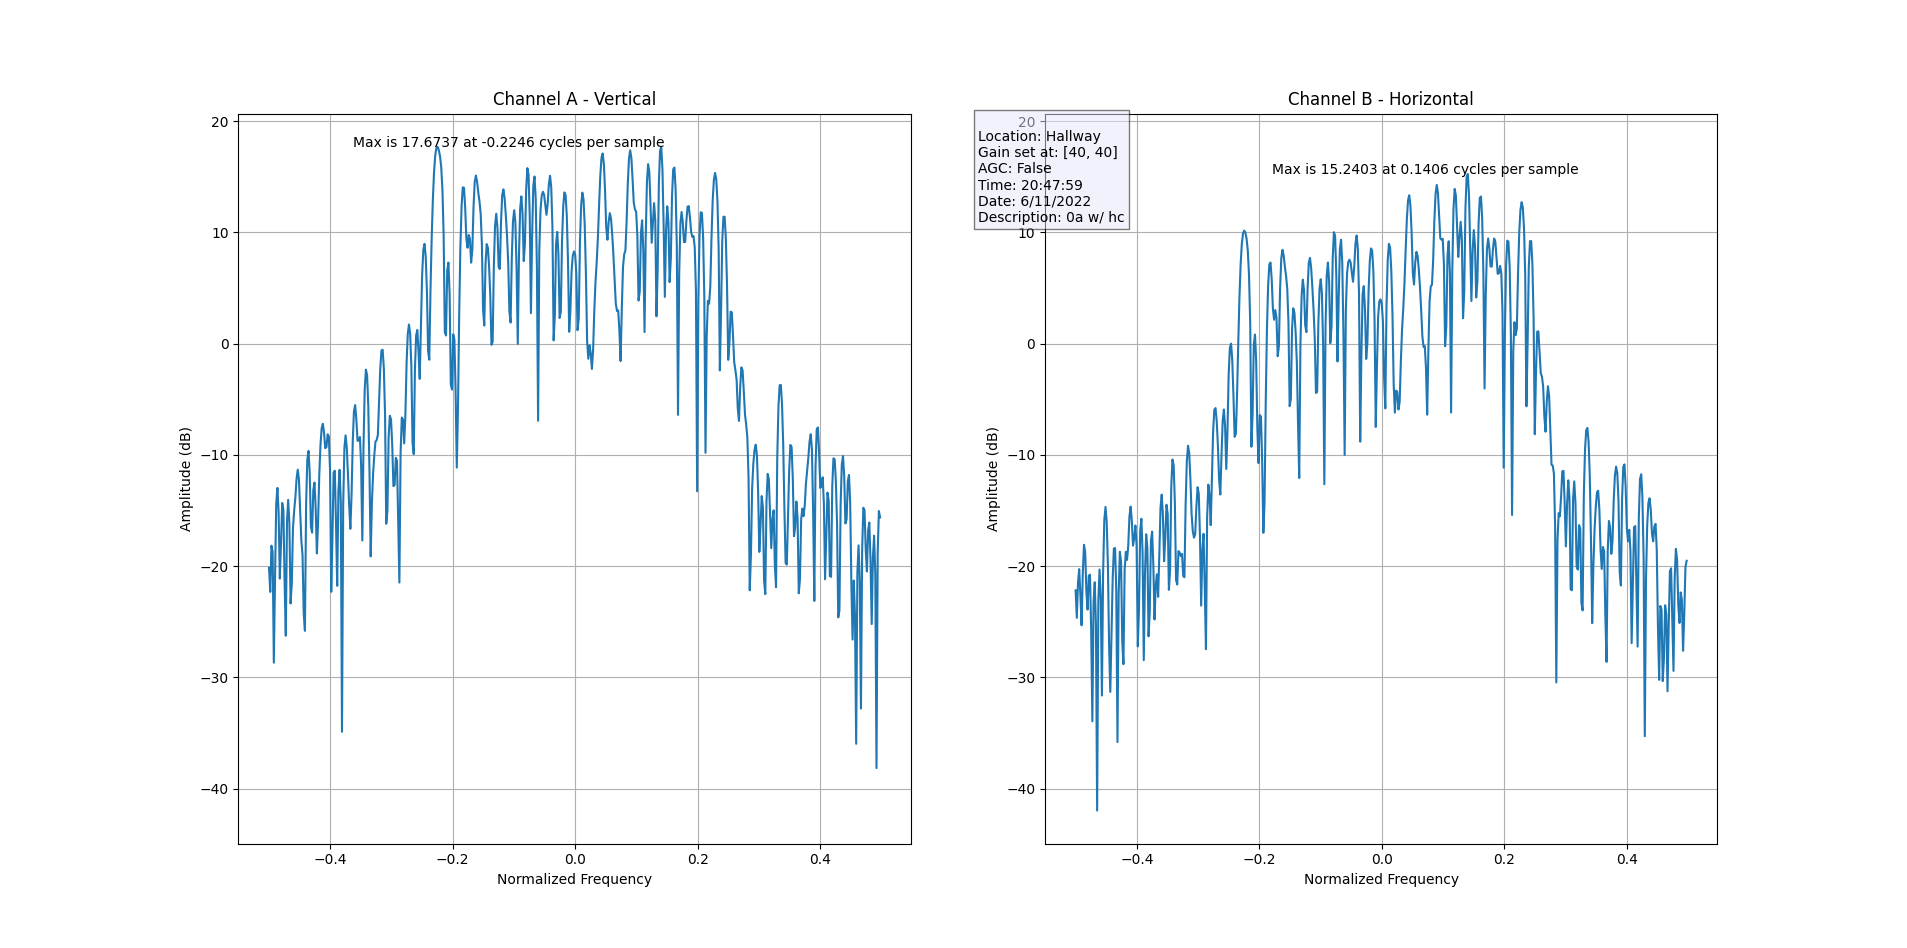 Channel A - Vertical
Max is 17.6737 at -0.2246 cycles per sample
20
10
0
−10
−20
−30
−40
Amplitude (dB)
−0.4 −0.2 0.0 0.2 0.4
Normalized Frequency
Channel B - Horizontal
Location: Hallway
Gain set at: [40, 40]
AGC: False
Time: 20:47:59
Date: 6/11/2022
Description: 0a w/ hc
Max is 15.2403 at 0.1406 cycles per sample
20
10
0
−10
−20
−30
−40
Amplitude (dB)
−0.4 −0.2 0.0 0.2 0.4
Normalized Frequency